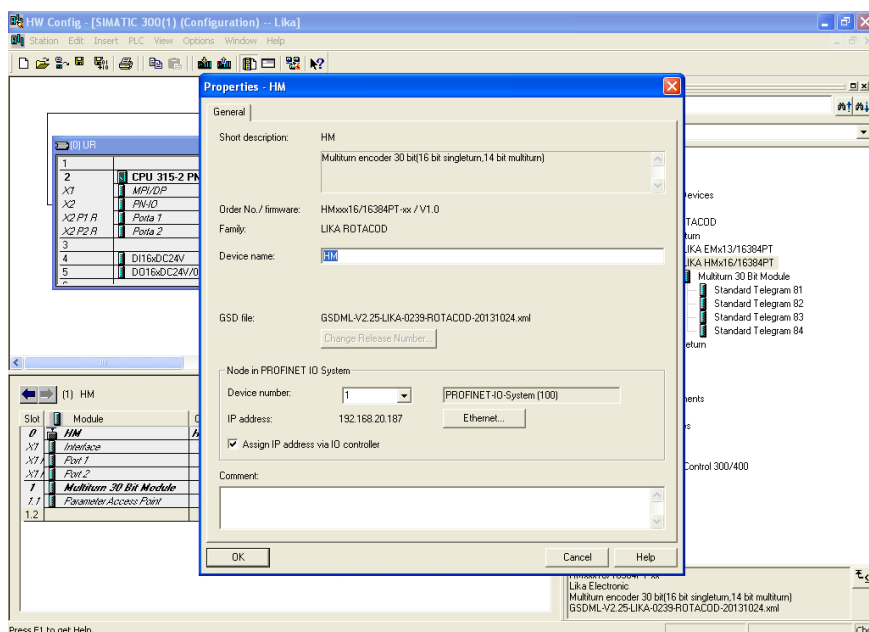 HW Config - [SIMATIC 300(1) (Configuration) -- Lika]
Station Edit Insert PLC View Options Window Help
Properties - HM
General
Short description: HM
Multiturn encoder 30 bit(16 bit singleturn,14 bit multiturn)
Order No./ firmware: HMxxx16/16384PT-xx / V1.0
Family: LIKA ROTACOD
Device name: HM
GSD file: GSDML-V2.25-LIKA-0239-ROTACOD-20131024.xml
Change Release Number...
Node in PROFINET IO System
Device number: 1 PROFINET-IO-System (100)
IP address: 192.168.20.187 Ethernet...
Assign IP address via IO controller
Comment:
OK Cancel Help
(0) UR
1
2 CPU 315-2 PN
X1 MPI/DP
X2 PN-IO
X2 P1 R Porta 1
X2 P2 R Porta 2
3
4 DI16xDC24V
5 DO16xDC24V/0
(1) HM
Slot Module
0 HM
X1 Interface
X1 Port 1
X1 Port 2
1 Multiturn 30 Bit Module
1.1 Parameter Access Point
1.2
evices
TACOD
turn
LIKA EMx13/16384PT
LIKA HMx16/16384PT
Multiturn 30 Bit Module
Standard Telegram 81
Standard Telegram 82
Standard Telegram 83
Standard Telegram 84
eturn
ents
es
Control 300/400
HMxxx16/16384PT-xx
Lika Electronic
Multiturn encoder 30 bit(16 bit singleturn,14 bit multiturn)
GSDML-V2.25-LIKA-0239-ROTACOD-20131024.xml
Press F1 to get Help.